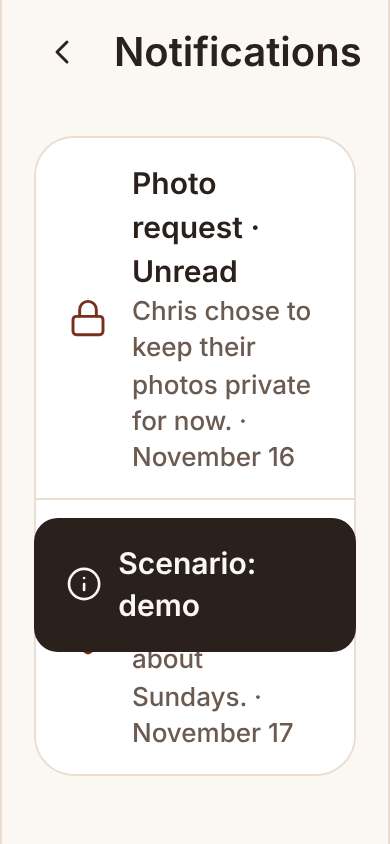 Notifications
Photo
request ·
Unread
Chris chose to
keep their
photos private
for now. ·
November 16
Scenario:
demo
about
Sundays. ·
November 17